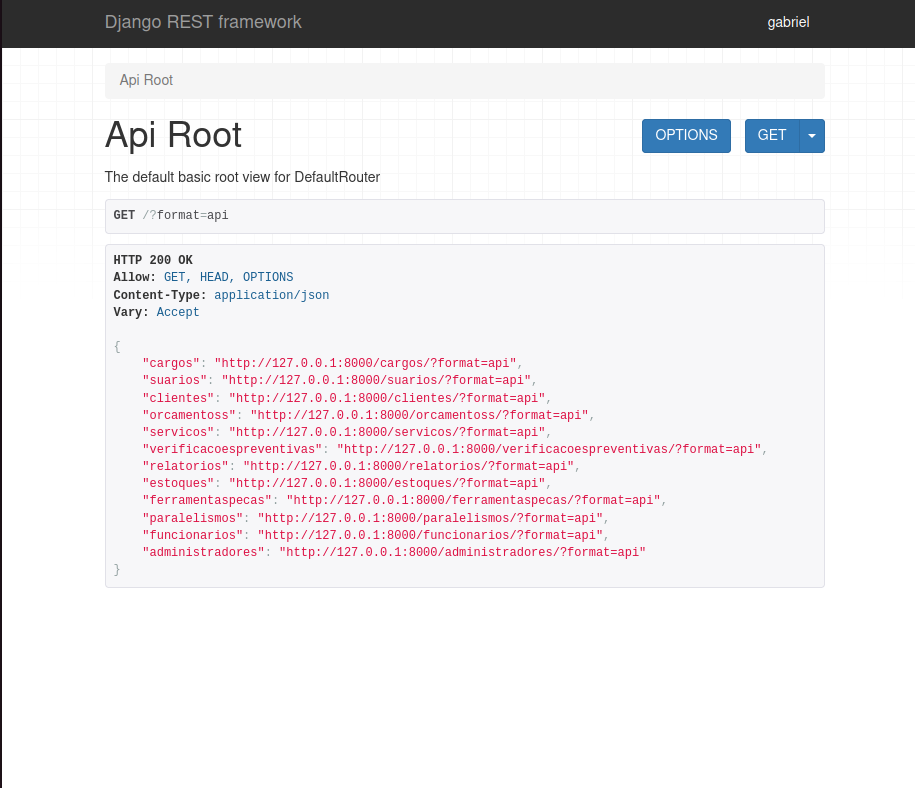 Django REST framework
gabriel
Api Root
Api Root
OPTIONS
GET
The default basic root view for DefaultRouter
GET /?format=api
HTTP 200 OK
Allow: GET, HEAD, OPTIONS
Content-Type: application/json
Vary: Accept
{
    "cargos": "http://127.0.0.1:8000/cargos/?format=api",
    "suarios": "http://127.0.0.1:8000/suarios/?format=api",
    "clientes": "http://127.0.0.1:8000/clientes/?format=api",
    "orcamentoss": "http://127.0.0.1:8000/orcamentoss/?format=api",
    "servicos": "http://127.0.0.1:8000/servicos/?format=api",
    "verificacoespreventivas": "http://127.0.0.1:8000/verificacoespreventivas/?format=api",
    "relatorios": "http://127.0.0.1:8000/relatorios/?format=api",
    "estoques": "http://127.0.0.1:8000/estoques/?format=api",
    "ferramentaspecas": "http://127.0.0.1:8000/ferramentaspecas/?format=api",
    "paralelismos": "http://127.0.0.1:8000/paralelismos/?format=api",
    "funcionarios": "http://127.0.0.1:8000/funcionarios/?format=api",
    "administradores": "http://127.0.0.1:8000/administradores/?format=api"
}